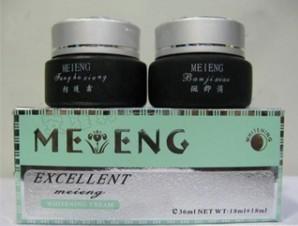 MEIENG
MEIENG
MEIENG
WHITENING
EXCELLENT
meieng
WHITENING CREAM
℮36ml NET WT: 18ml+18ml